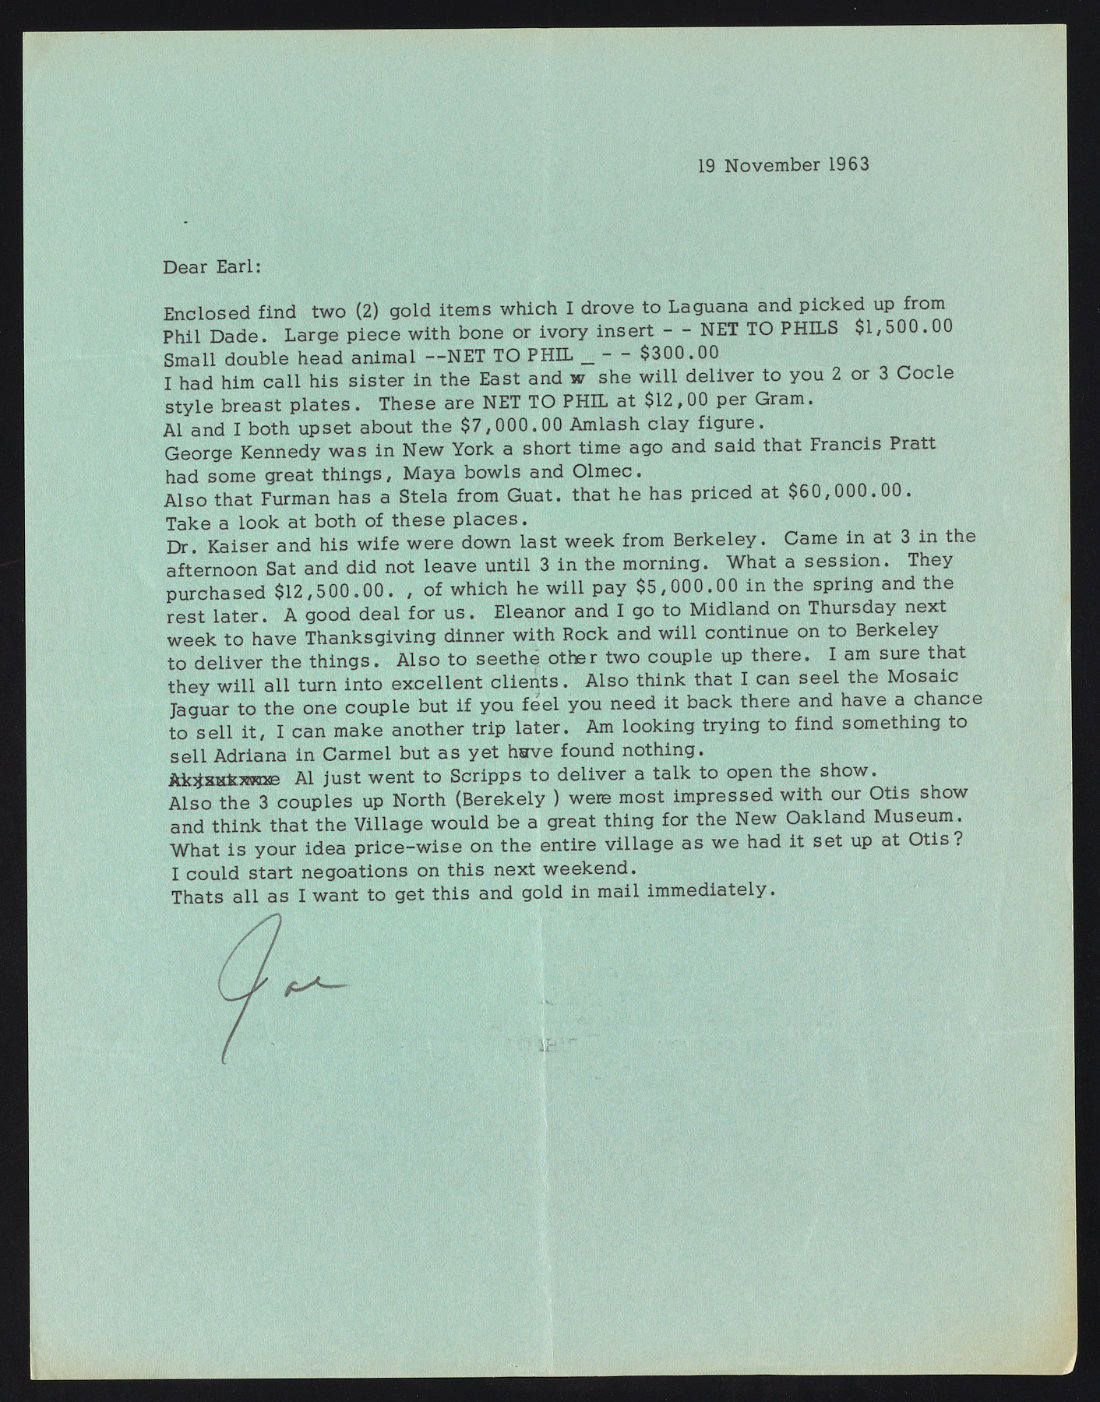 19 November 1963
Dear Earl:
Enclosed find two (2) gold items which I drove to Laguana and picked up from
Phil Dade. Large piece with bone or ivory insert - - NET TO PHILS $1,500.00
Small double head animal --NET TO PHIL _ - - $300.00
I had him call his sister in the East and w she will deliver to you 2 or 3 Cocle
style breast plates. These are NET TO PHIL at $12,00 per Gram.
Al and I both upset about the $7,000.00 Amlash clay figure.
George Kennedy was in New York a short time ago and said that Francis Pratt
had some great things, Maya bowls and Olmec.
Also that Furman has a Stela from Guat. that he has priced at $60,000.00.
Take a look at both of these places.
Dr. Kaiser and his wife were down last week from Berkeley. Came in at 3 in the
afternoon Sat and did not leave until 3 in the morning. What a session. They
purchased $12,500.00. , of which he will pay $5,000.00 in the spring and the
rest later. A good deal for us. Eleanor and I go to Midland on Thursday next
week to have Thanksgiving dinner with Rock and will continue on to Berkeley
to deliver the things. Also to seethe other two couple up there. I am sure that
they will all turn into excellent clients. Also think that I can seel the Mosaic
Jaguar to the one couple but if you feel you need it back there and have a chance
to sell it, I can make another trip later. Am looking trying to find something to
sell Adriana in Carmel but as yet have found nothing.
Al just went to Scripps to deliver a talk to open the show.
Also the 3 couples up North (Berekely ) were most impressed with our Otis show
and think that the Village would be a great thing for the New Oakland Museum.
What is your idea price-wise on the entire village as we had it set up at Otis?
I could start negoations on this next weekend.
Thats all as I want to get this and gold in mail immediately.
Joe